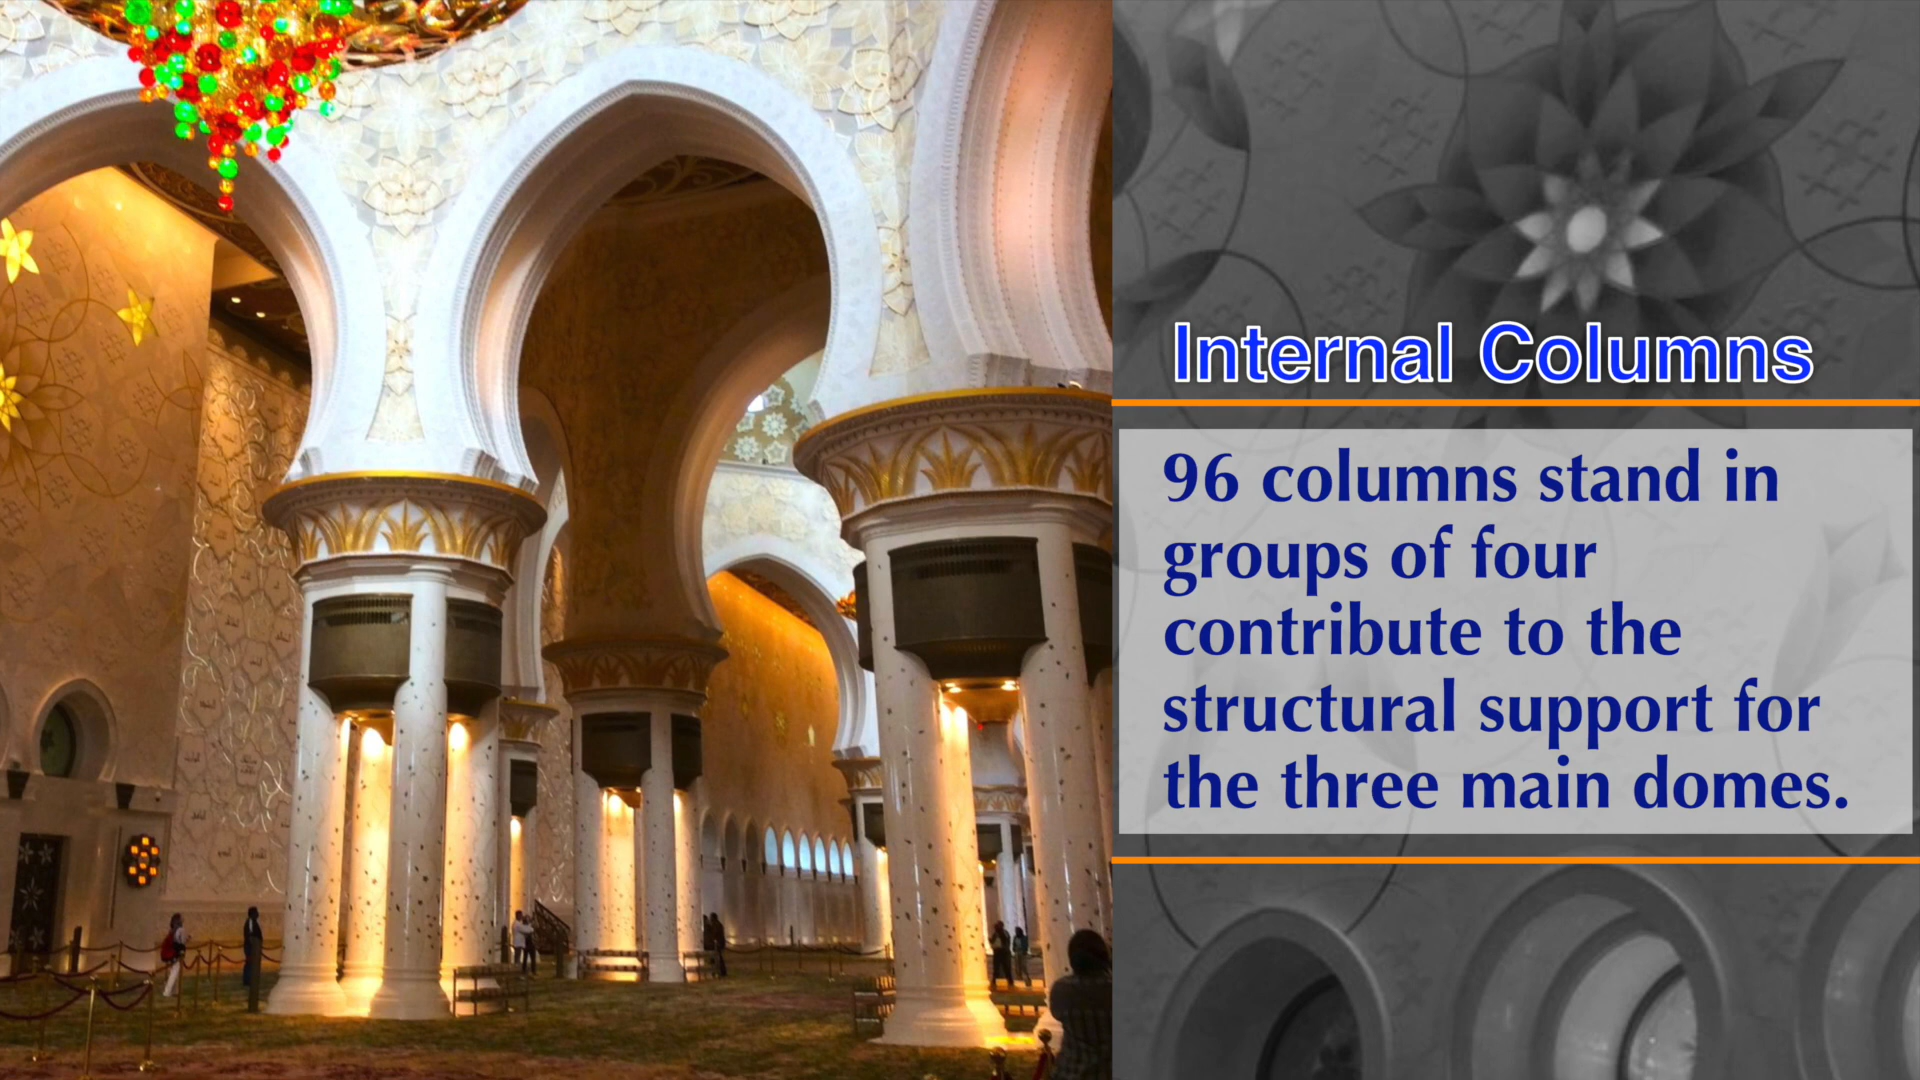 Internal Columns
96 columns stand in
groups of four
contribute to the
structural support for
the three main domes.